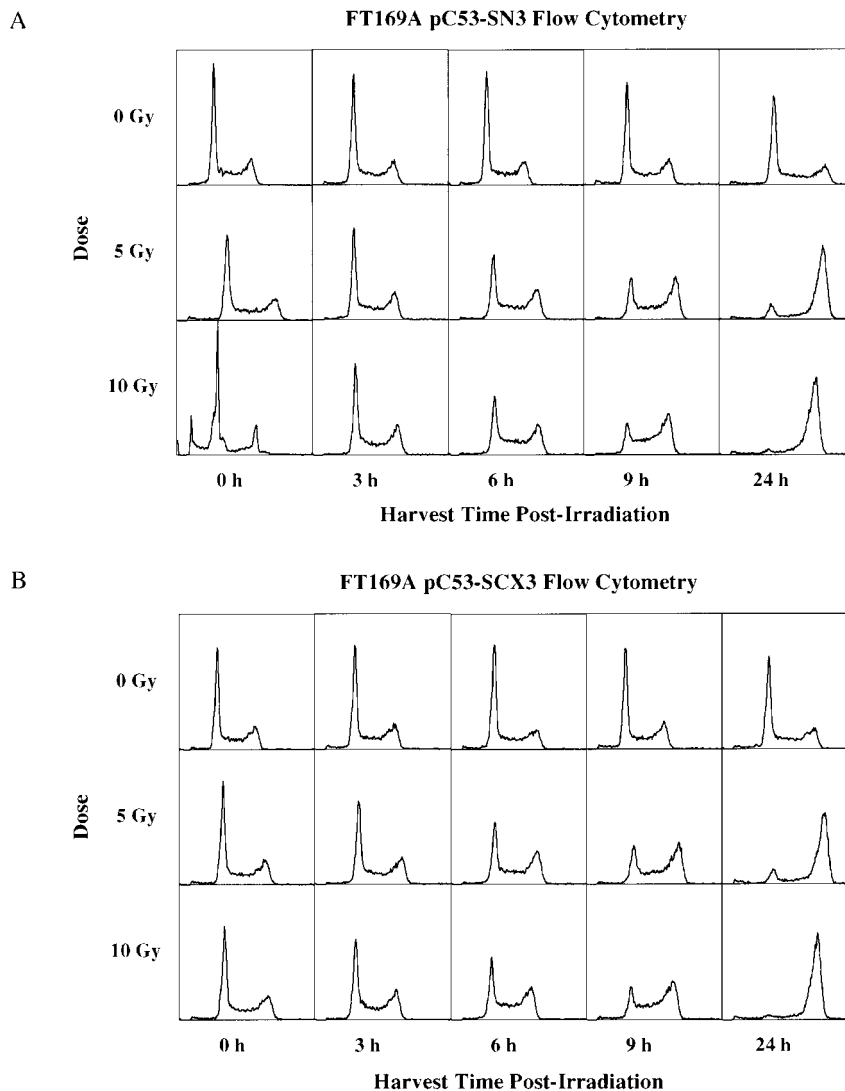 A
FT169A pC53-SN3 Flow Cytometry
0 Gy
5 Gy
10 Gy
Dose
0 h 3 h 6 h 9 h 24 h
Harvest Time Post-Irradiation
B
FT169A pC53-SCX3 Flow Cytometry
0 Gy
5 Gy
10 Gy
Dose
0 h 3 h 6 h 9 h 24 h
Harvest Time Post-Irradiation